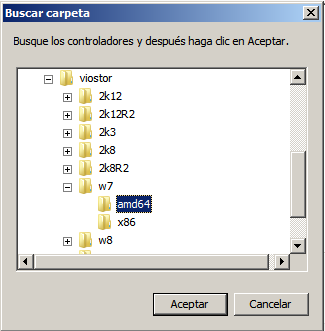 Buscar carpeta
Busque los controladores y después haga clic en Aceptar.
viostor
2k12
2k12R2
2k3
2k8
2k8R2
w7
amd64
x86
w8
Aceptar
Cancelar